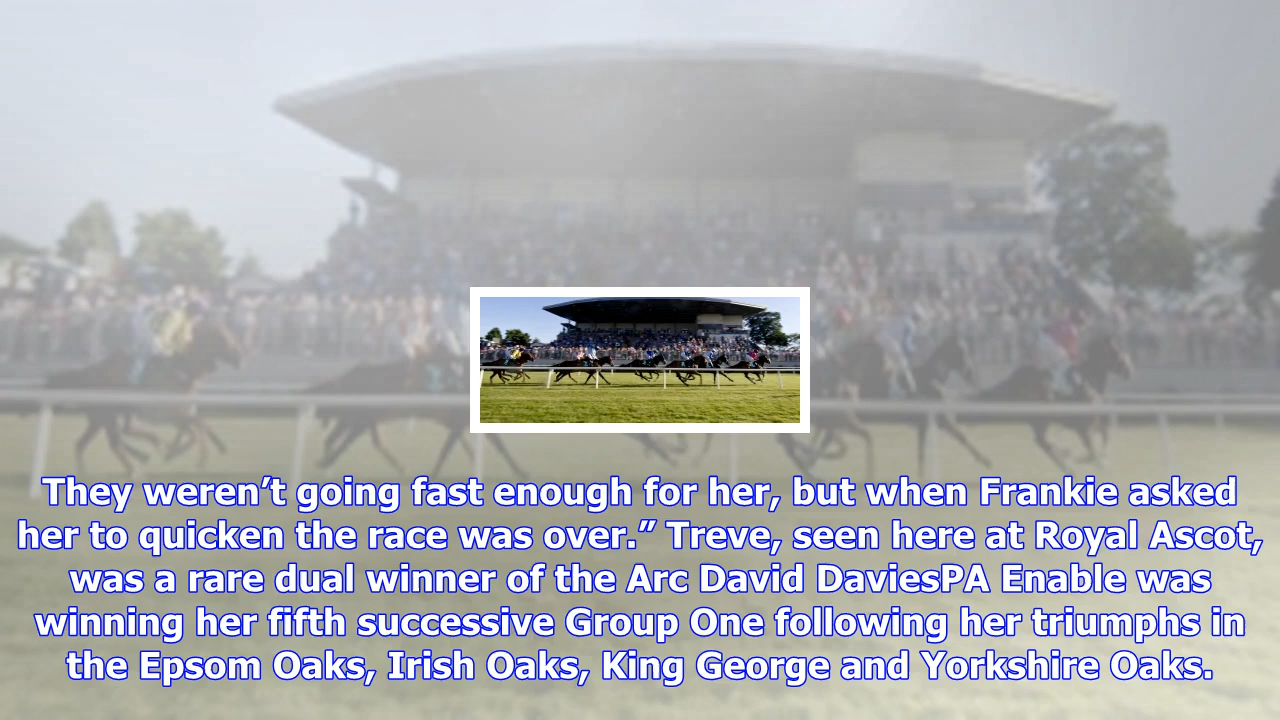 They weren’t going fast enough for her, but when Frankie asked
her to quicken the race was over.” Treve, seen here at Royal Ascot,
was a rare dual winner of the Arc David DaviesPA Enable was
winning her fifth successive Group One following her triumphs in
the Epsom Oaks, Irish Oaks, King George and Yorkshire Oaks.